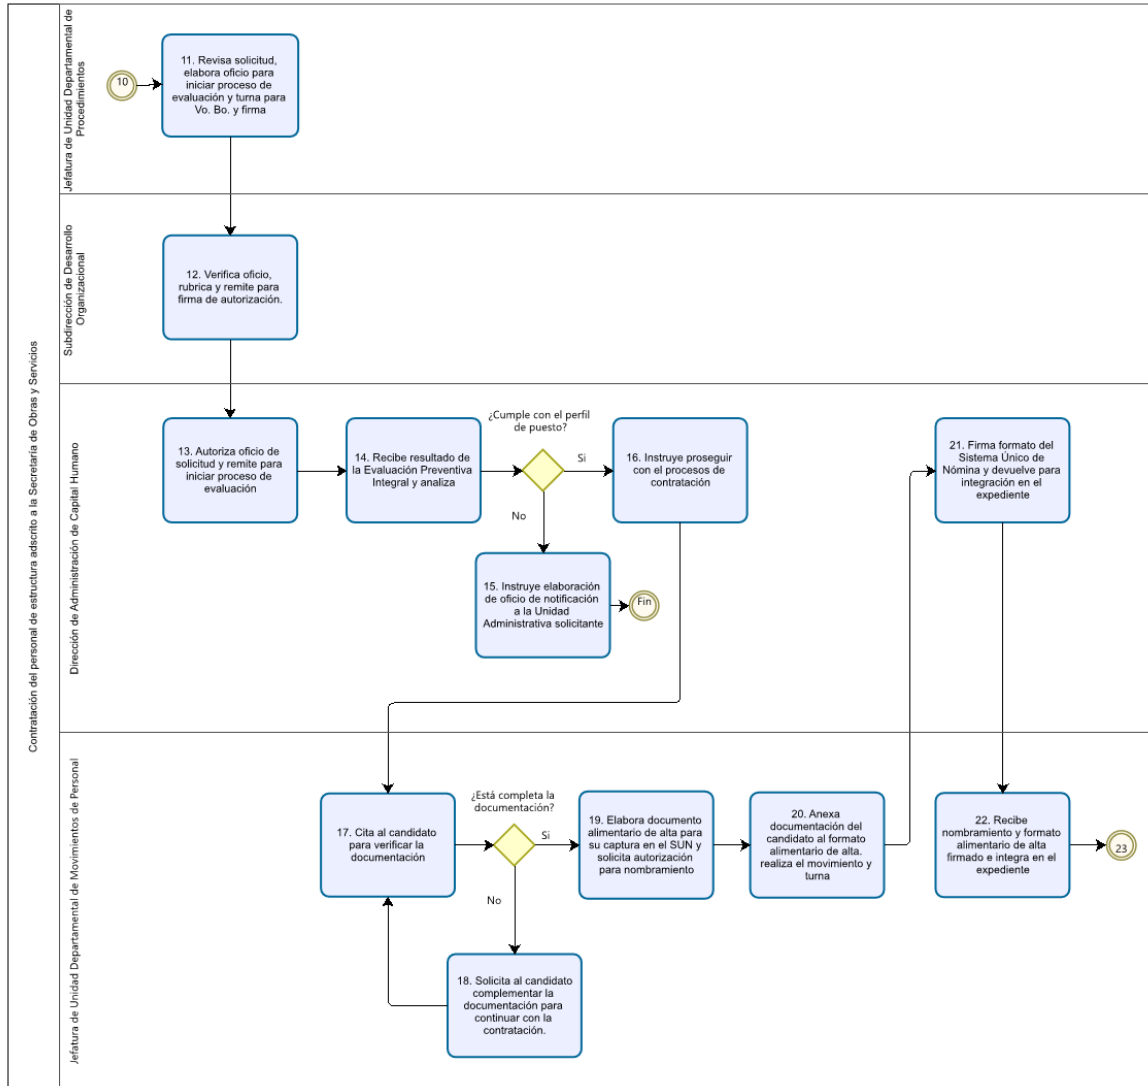 Contratación del personal de estructura adscrito a la Secretaría de Obras y Servicios
Jefatura de Unidad Departamental de
Procedimientos
10
11. Revisa solicitud,
elabora oficio para
iniciar proceso de
evaluación y turna para
Vo. Bo. y firma
Subdirección de Desarrollo
Organizacional
12. Verifica oficio,
rubrica y remite para
firma de autorización.
Dirección de Administración de Capital Humano
13. Autoriza oficio de
solicitud y remite para
iniciar proceso de
evaluación
14. Recibe resultado de
la Evaluación Preventiva
Integral y analiza
¿Cumple con el perfil
de puesto?
Si
No
16. Instruye proseguir
con el procesos de
contratación
15. Instruye elaboración
de oficio de notificación
a la Unidad
Administrativa solicitante
Fin
21. Firma formato del
Sistema Único de
Nómina y devuelve para
integración en el
expediente
Jefatura de Unidad Departamental de Movimientos de Personal
17. Cita al candidato
para verificar la
documentación
¿Está completa la
documentación?
Si
No
18. Solicita al candidato
complementar la
documentación para
continuar con la
contratación.
19. Elabora documento
alimentario de alta para
su captura en el SUN y
solicita autorización
para nombramiento
20. Anexa
documentación del
candidato al formato
alimentario de alta.
realiza el movimiento y
turna
22. Recibe
nombramiento y formato
alimentario de alta
firmado e integra en el
expediente
23